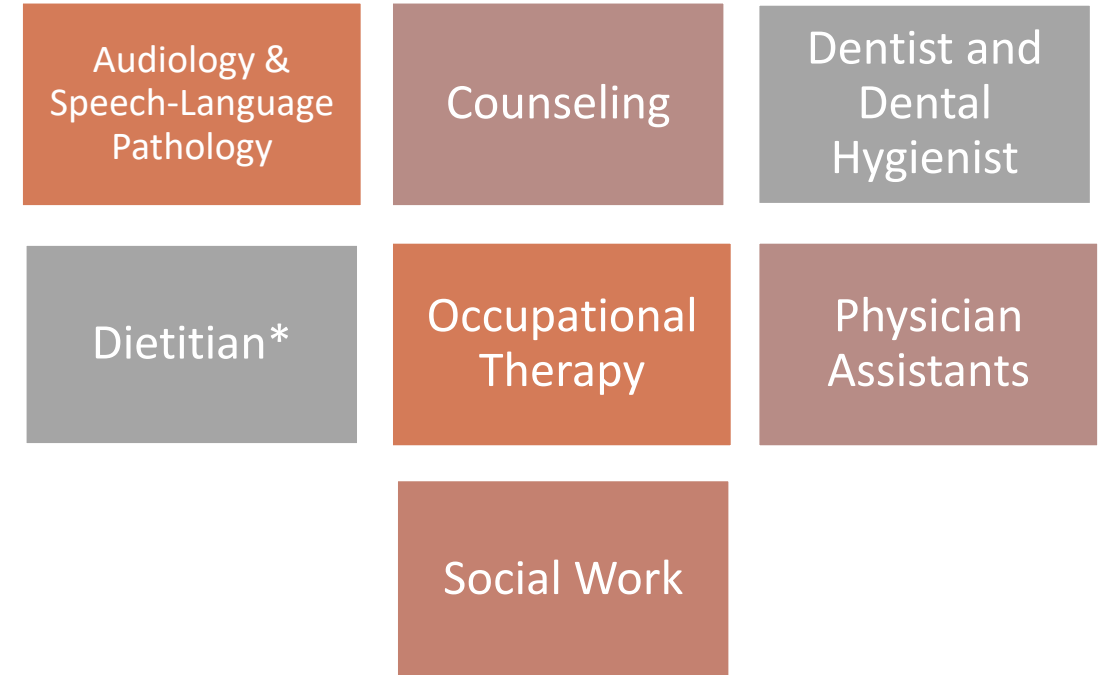 Audiology &
Speech-Language
Pathology
Counseling
Dentist and
Dental
Hygienist
Dietitian*
Occupational
Therapy
Physician
Assistants
Social Work